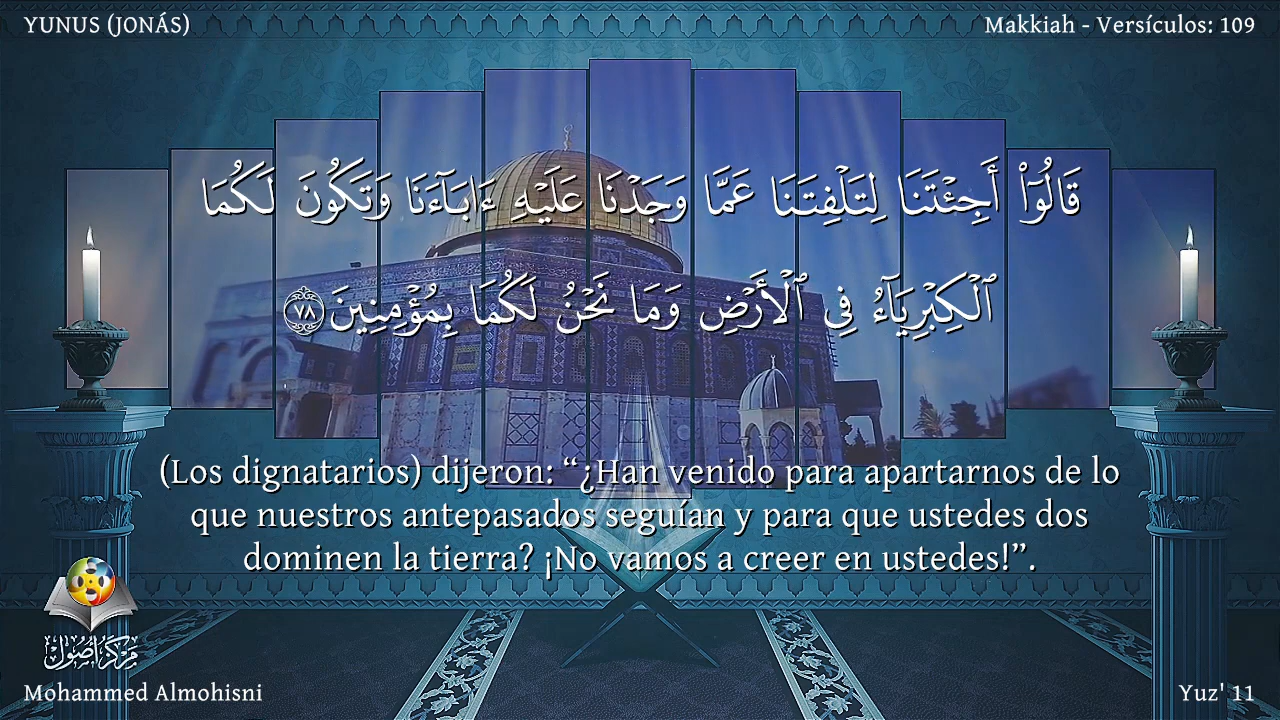 YUNUS (JONÁS)
Makkiah - Versículos: 109
قَالُوٓا۟ أَجِئْتَنَا لِتَلْفِتَنَا عَمَّا وَجَدْنَا عَلَيْهِ ءَابَآءَنَا وَتَكُونَ لَكُمَا
ٱلْكِبْرِيَآءُ فِى ٱلْأَرْضِ وَمَا نَحْنُ لَكُمَا بِمُؤْمِنِينَ ٧٨
(Los dignatarios) dijeron: “¿Han venido para apartarnos de lo
que nuestros antepasados seguían y para que ustedes dos
dominen la tierra? ¡No vamos a creer en ustedes!”.
مركز أصول
Mohammed Almohisni
Yuz' 11